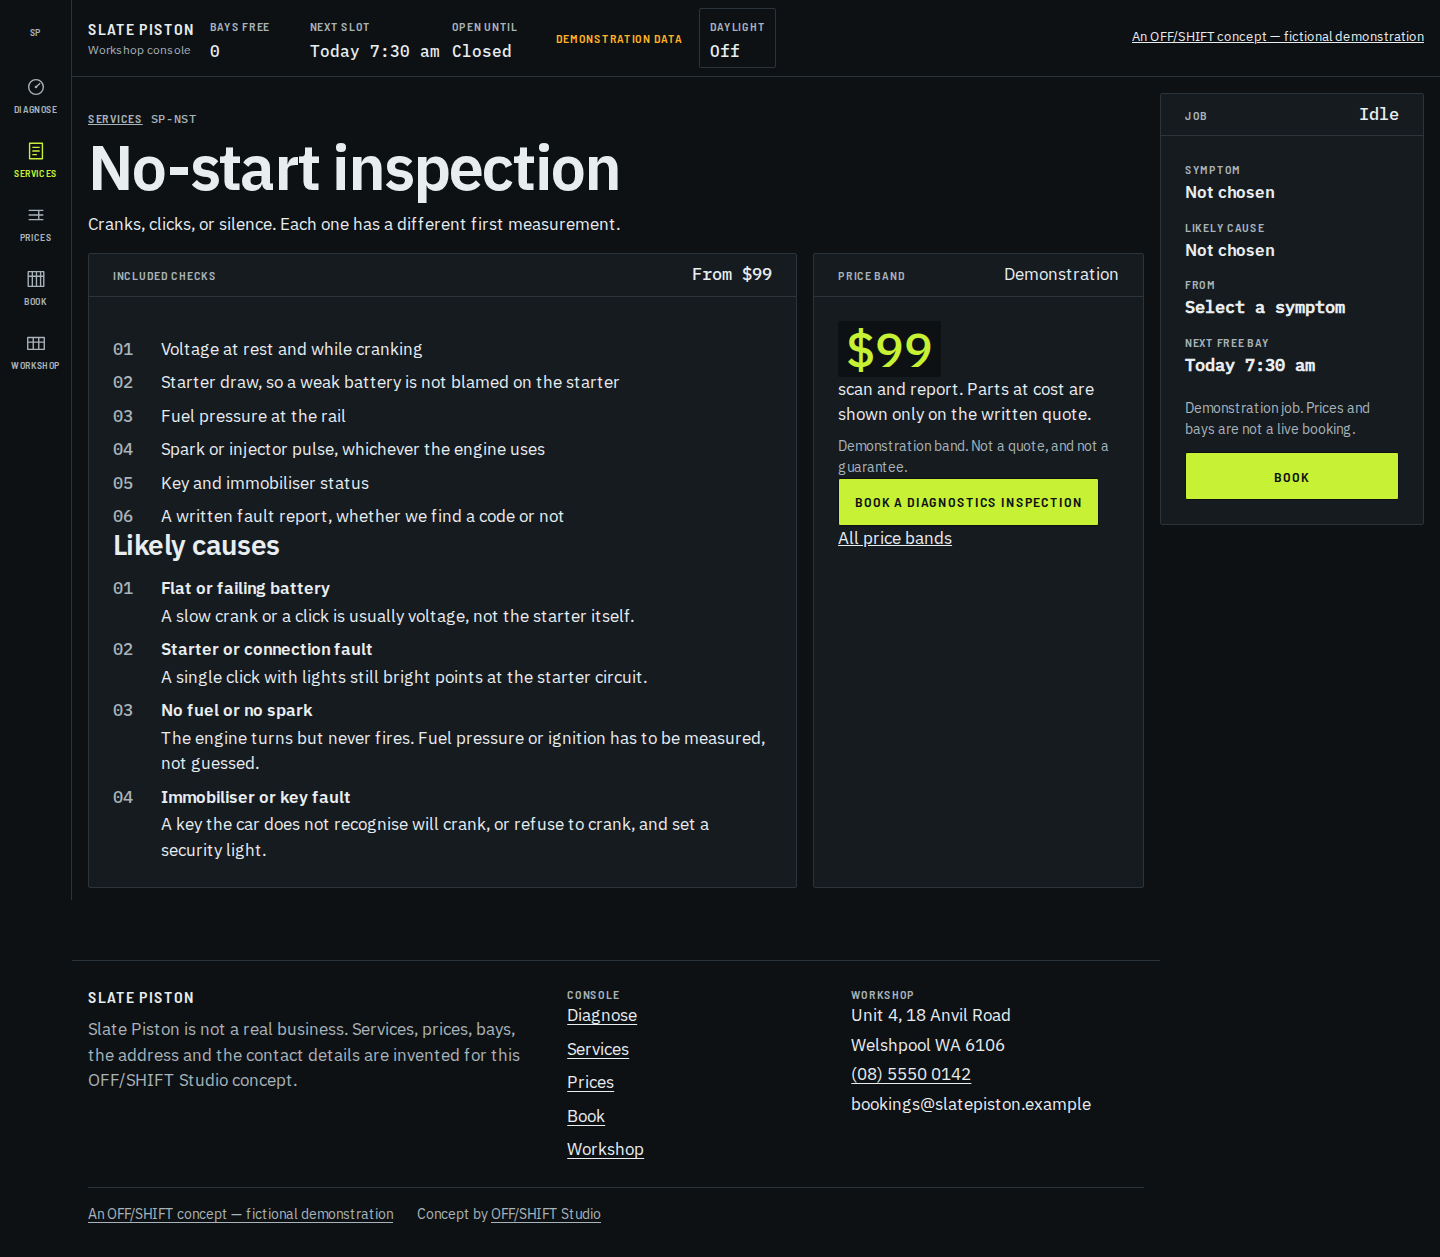 SP
DIAGNOSE
SERVICES
PRICES
BOOK
WORKSHOP
SLATE PISTON
Workshop console
BAYS FREE
0
NEXT SLOT
Today 7:30 am
OPEN UNTIL
Closed
DEMONSTRATION DATA
DAYLIGHT
Off
An OFF/SHIFT concept — fictional demonstration
SERVICES SP-NST
No-start inspection
Cranks, clicks, or silence. Each one has a different first measurement.
INCLUDED CHECKS From $99
01 Voltage at rest and while cranking
02 Starter draw, so a weak battery is not blamed on the starter
03 Fuel pressure at the rail
04 Spark or injector pulse, whichever the engine uses
05 Key and immobiliser status
06 A written fault report, whether we find a code or not
Likely causes
01 Flat or failing battery
A slow crank or a click is usually voltage, not the starter itself.
02 Starter or connection fault
A single click with lights still bright points at the starter circuit.
03 No fuel or no spark
The engine turns but never fires. Fuel pressure or ignition has to be measured,
not guessed.
04 Immobiliser or key fault
A key the car does not recognise will crank, or refuse to crank, and set a
security light.
PRICE BAND Demonstration
$99
scan and report. Parts at cost are
shown only on the written quote.
Demonstration band. Not a quote, and not a
guarantee.
BOOK A DIAGNOSTICS INSPECTION
All price bands
JOB Idle
SYMPTOM
Not chosen
LIKELY CAUSE
Not chosen
FROM
Select a symptom
NEXT FREE BAY
Today 7:30 am
Demonstration job. Prices and
bays are not a live booking.
BOOK
SLATE PISTON
Slate Piston is not a real business. Services, prices, bays,
the address and the contact details are invented for this
OFF/SHIFT Studio concept.
CONSOLE
Diagnose
Services
Prices
Book
Workshop
WORKSHOP
Unit 4, 18 Anvil Road
Welshpool WA 6106
(08) 5550 0142
bookings@slatepiston.example
An OFF/SHIFT concept — fictional demonstration Concept by OFF/SHIFT Studio